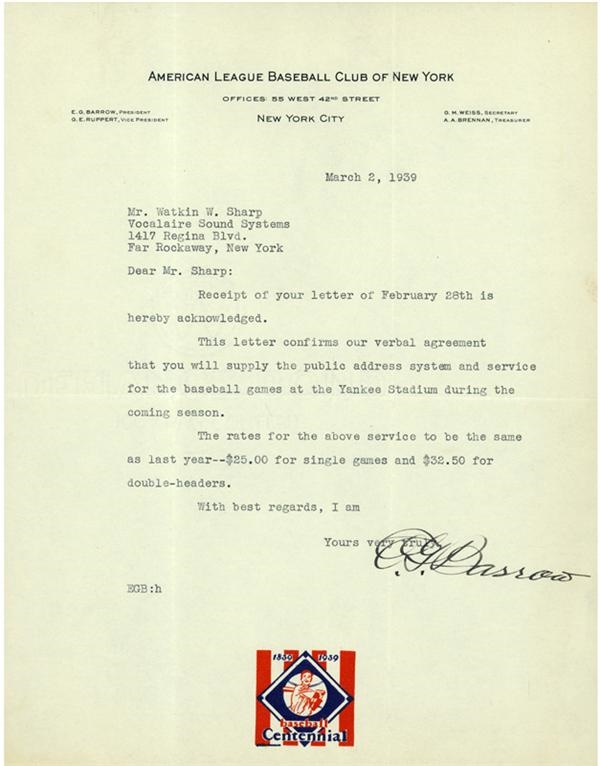 AMERICAN LEAGUE BASEBALL CLUB OF NEW YORK
OFFICES: 55 WEST 42ND STREET
E. G. BARROW, PRESIDENT
G. E. RUPPERT, VICE PRESIDENT
NEW YORK CITY
G. M. WEISS, SECRETARY
A. A. BRENNAN, TREASURER
March 2, 1939
Mr. Watkin W. Sharp
Vocalaire Sound Systems
1417 Regina Blvd.
Far Rockaway, New York
Dear Mr. Sharp:
Receipt of your letter of February 28th is
hereby acknowledged.
This letter confirms our verbal agreement
that you will supply the public address system and service
for the baseball games at the Yankee Stadium during the
coming season.
The rates for the above service to be the same
as last year--$25.00 for single games and $32.50 for
double-headers.
With best regards, I am
Yours very truly,
E. G. Barrow
EGB:h
1839 1939
baseball
Centennial